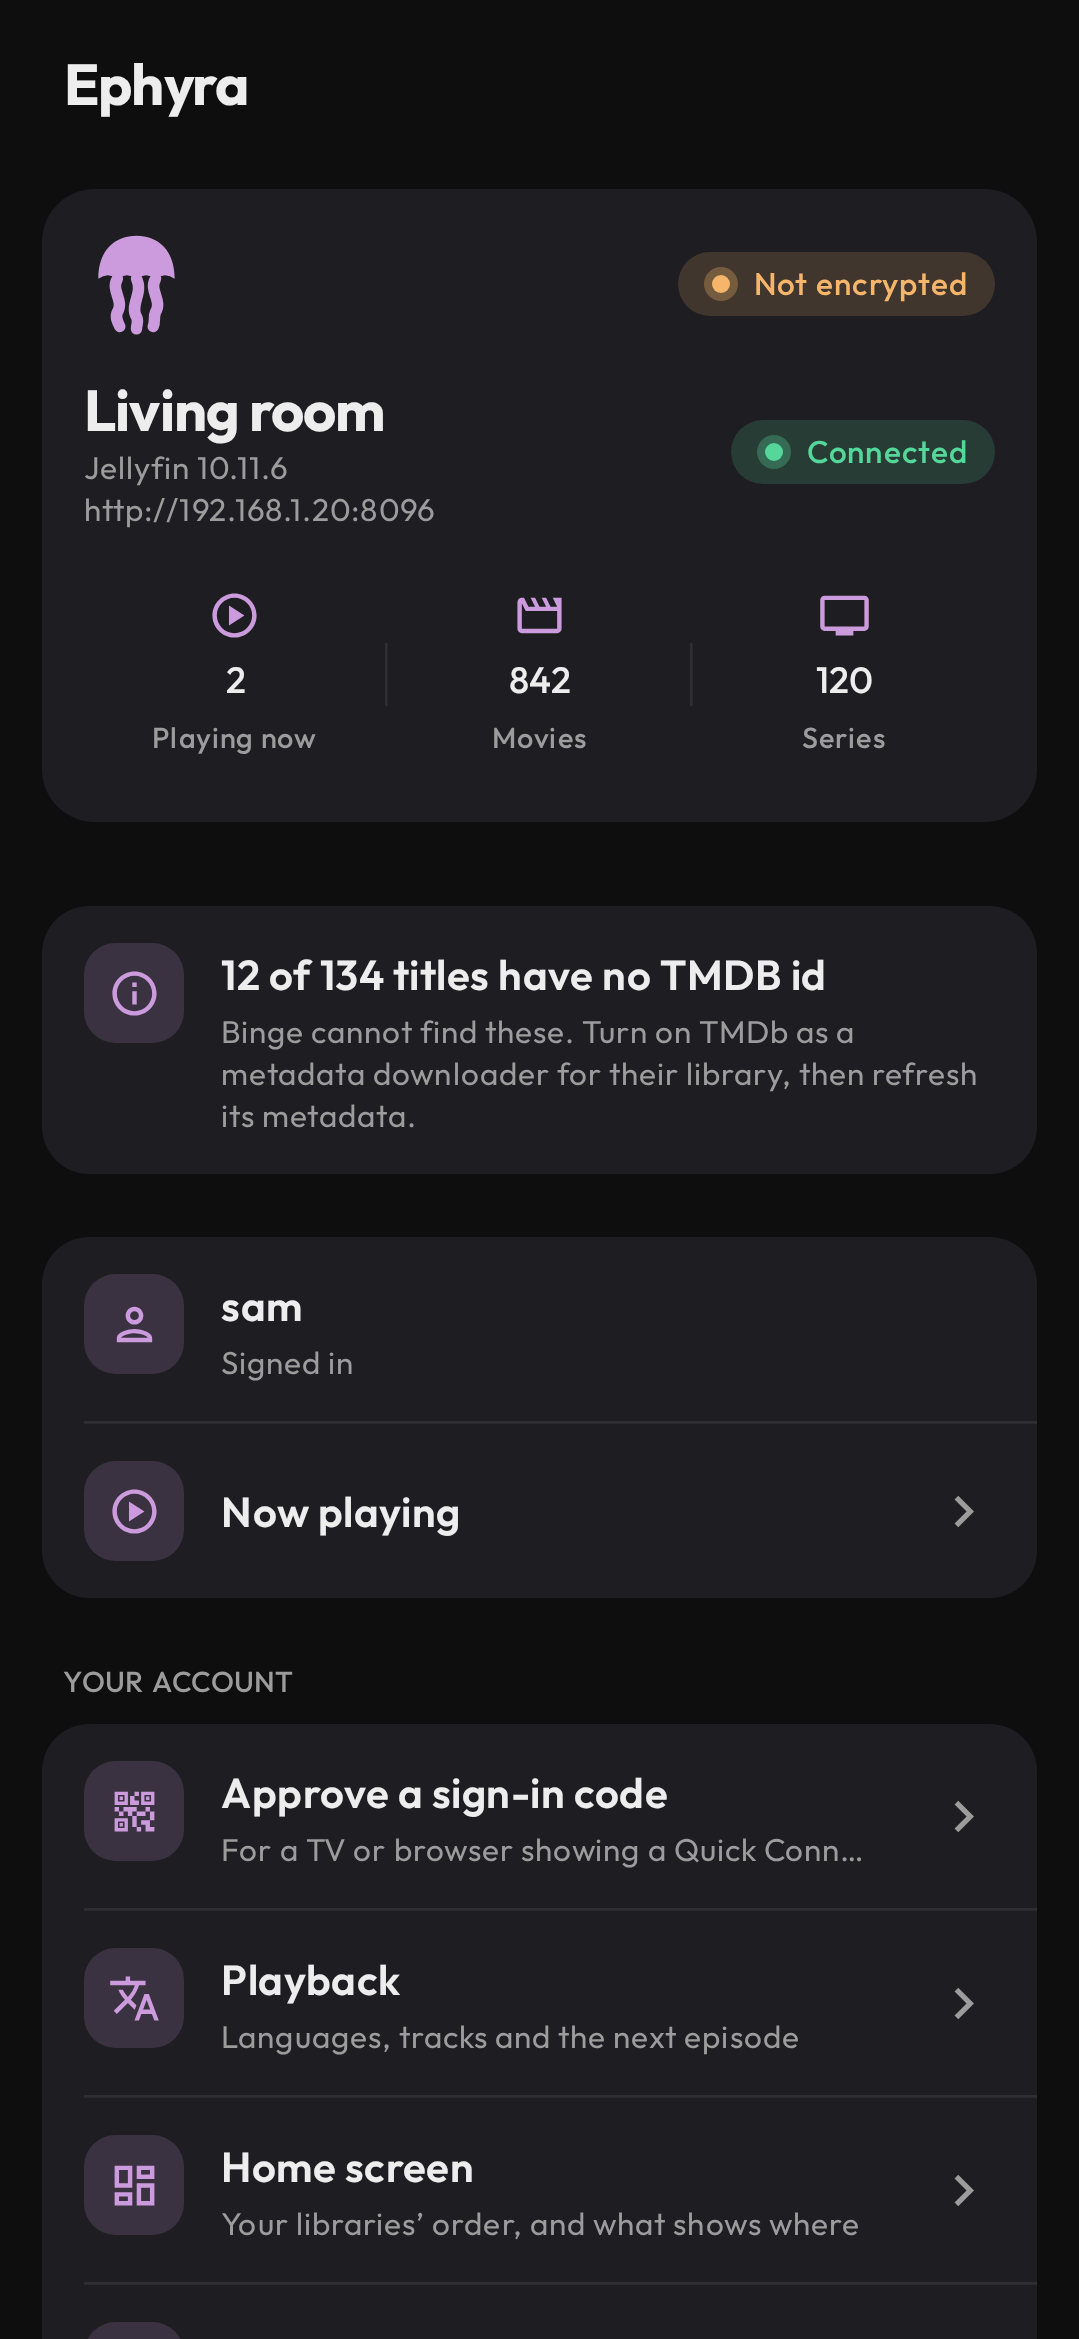 Ephyra
Not encrypted
Living room
Jellyfin 10.11.6
http://192.168.1.20:8096
Connected
2
Playing now
842
Movies
120
Series
12 of 134 titles have no TMDB id
Binge cannot find these. Turn on TMDb as a
metadata downloader for their library, then refresh
its metadata.
sam
Signed in
Now playing
YOUR ACCOUNT
Approve a sign-in code
For a TV or browser showing a Quick Conn...
Playback
Languages, tracks and the next episode
Home screen
Your libraries’ order, and what shows where